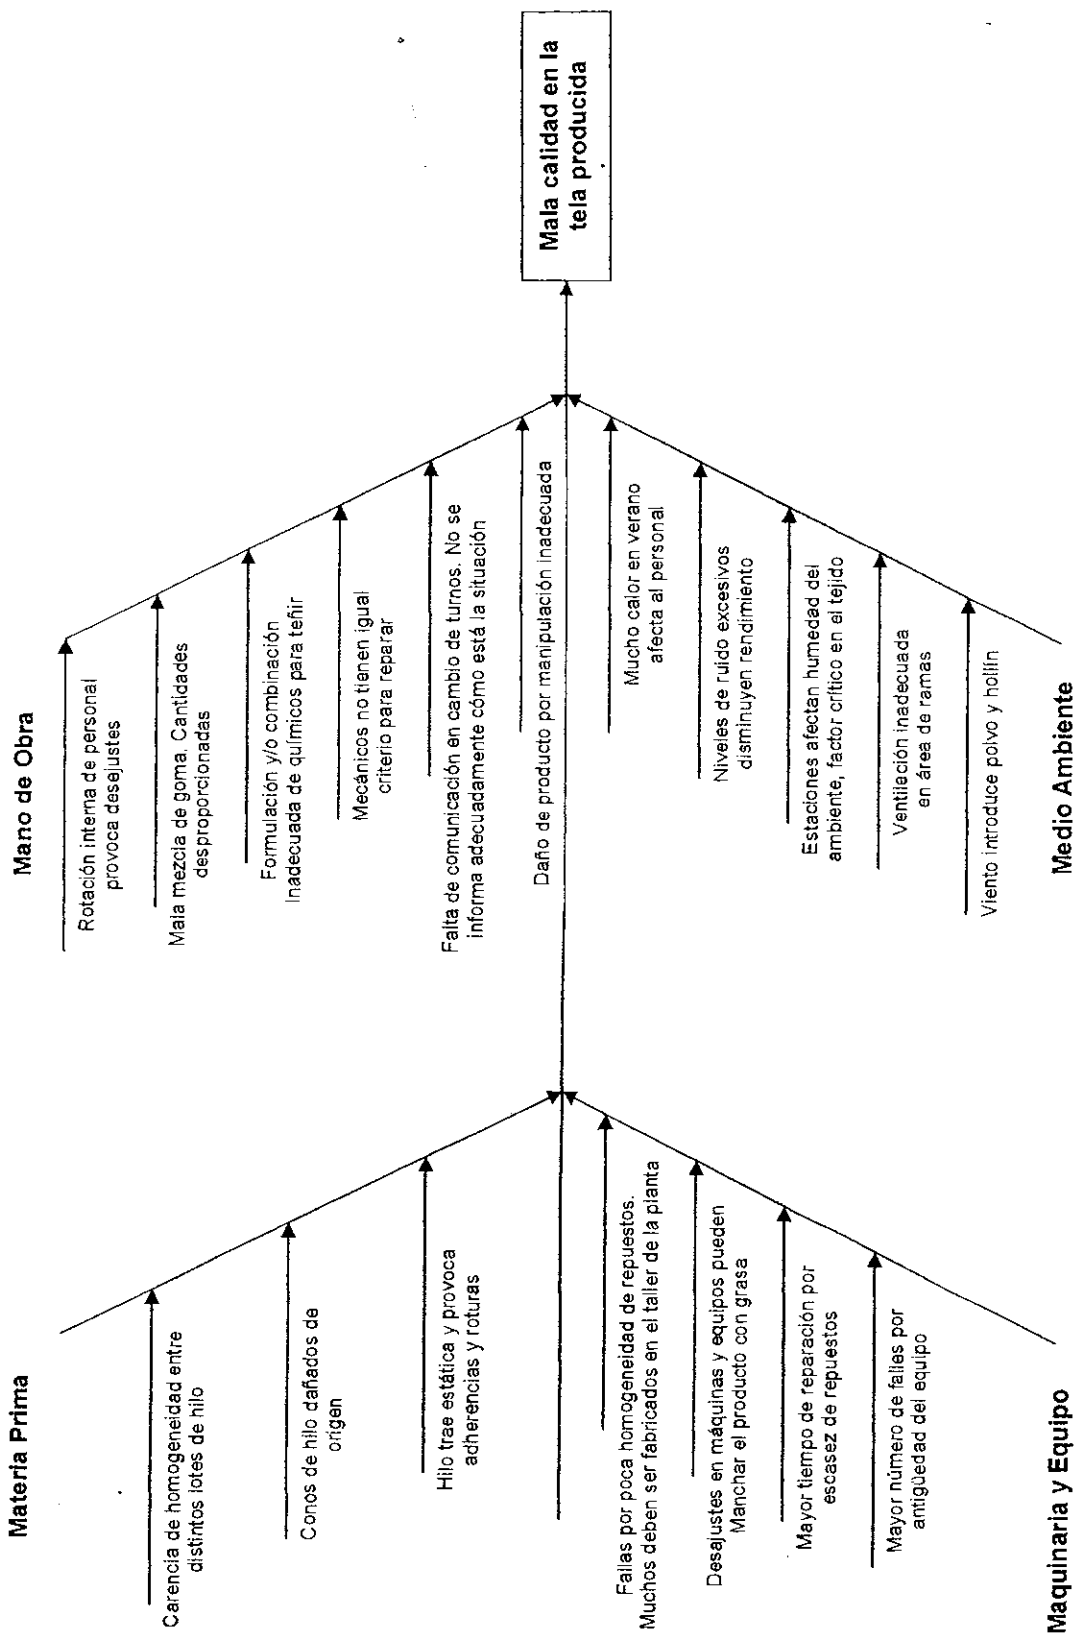 Materia Prima
Carencia de homogeneidad entre
distintos lotes de hilo
Conos de hilo dañados de
origen
Hilo trae estática y provoca
adherencias y roturas
Mano de Obra
Rotación interna de personal
provoca desejustes
Mala mezcla de goma. Cantidades
desproporcionadas
Formulación y/o combinación
Inadecuada de químicos para teñir
Mecánicos no tienen igual
criterio para reparar
Falta de comunicación en cambio de turnos. No se
informa adecuadamente cómo está la situación
Daño de producto por manipulación inadecuada
Mala calidad en la
tela producida
Fallas por poca homogeneidad de repuestos.
Muchos deben ser fabricados en el taller de la planta
Desajustes en máquinas y equipos pueden
Manchar el producto con grasa
Mayor tiempo de reparación por
escasez de repuestos
Mayor número de falles por
antigüedad del equipo
Maquinaria y Equipo
Mucho calor en verano
afecta al personal
Niveles de ruido excesivos
disminuyen rendimiento
Estaciones afectan humedad del
ambiente, factor crítico en el tejido
Ventileción inadecuada
en área de ramas
Viento introduce polvo y hollín
Medio Ambiente